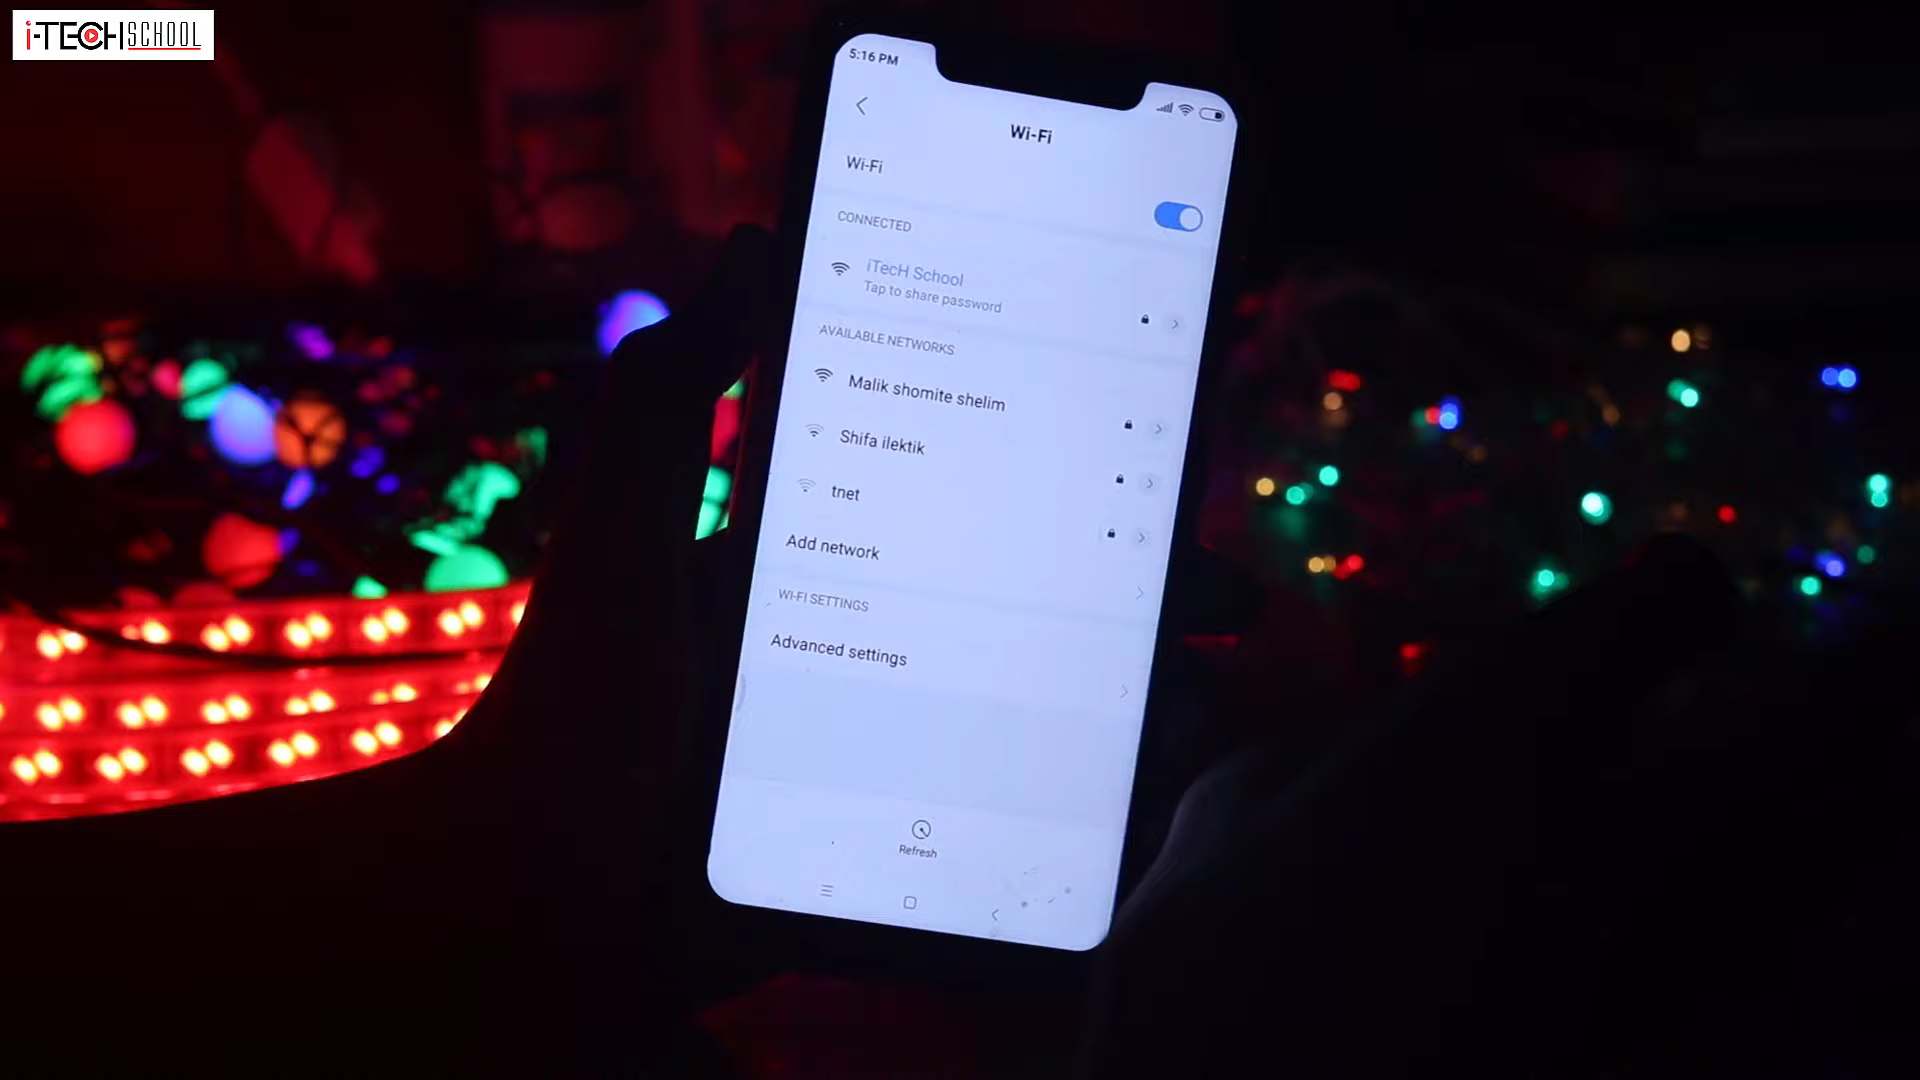 i-TECH SCHOOL
5:16 PM
Wi-Fi
Wi-Fi
CONNECTED
iTecH School
Tap to share password
AVAILABLE NETWORKS
Malik shomite shelim
Shifa ilektik
tnet
Add network
WI-FI SETTINGS
Advanced settings
Refresh